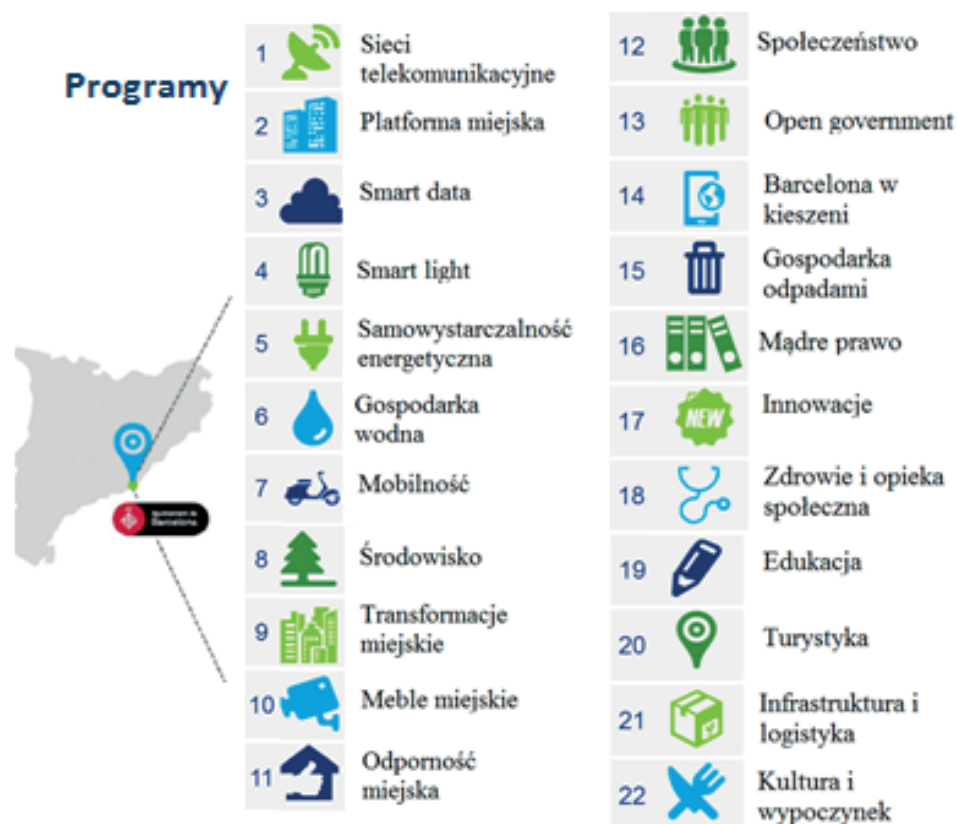 Programy
1
Sieci
telekomunikacyjne
2
Platforma miejska
3
Smart data
4
Smart light
5
Samowystarczalność
energetyczna
6
Gospodarka
wodna
7
Mobilność
8
Środowisko
9
Transformacje
miejskie
10
Meble miejskie
11
Odporność
miejska
12
Społeczeństwo
13
Open government
14
Barcelona w
kieszeni
15
Gospodarka
odpadami
16
Mądre prawo
17
NEW
Innowacje
18
Zdrowie i opieka
społeczna
19
Edukacja
20
Turystyka
21
Infrastruktura i
logistyka
22
Kultura i
wypoczynek
Ajuntament de
Barcelona